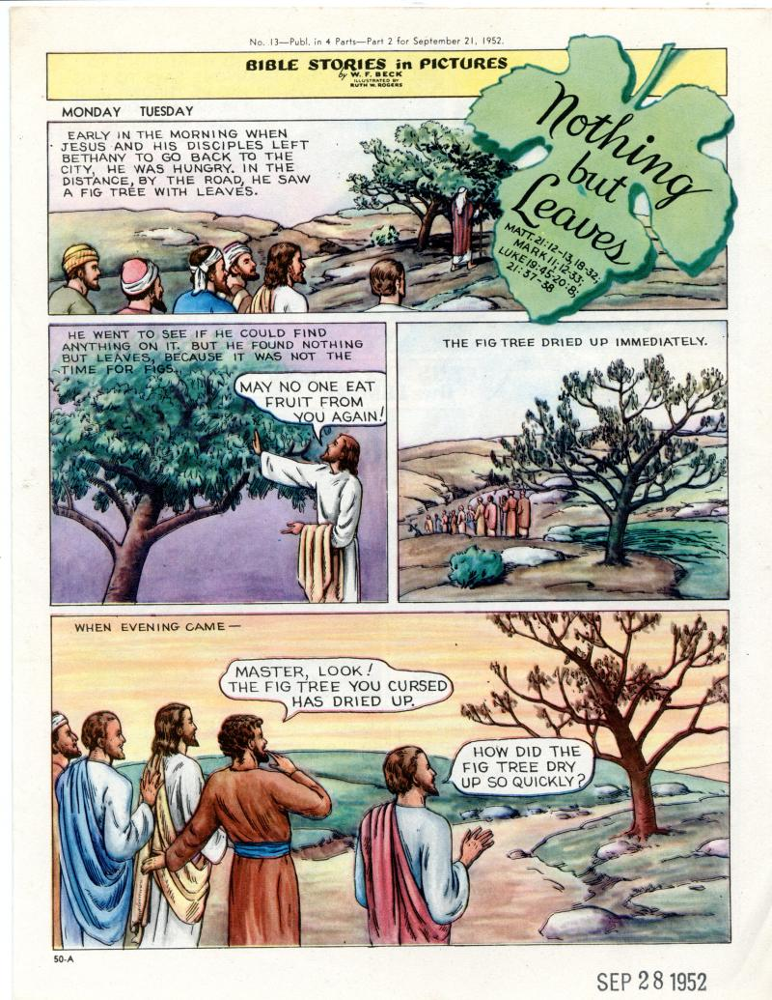 No. 13—Publ. in 4 Parts—Part 2 for September 21, 1952.
BIBLE STORIES in PICTURES
by W. F. BECK
ILLUSTRATED BY
RUTH W. ROGERS
Nothing
but
Leaves
MATT. 21:12-13, 18-32;
MARK 11:12-33;
LUKE 19:45-20:8;
21:37-38
MONDAY TUESDAY
EARLY IN THE MORNING WHEN
JESUS AND HIS DISCIPLES LEFT
BETHANY TO GO BACK TO THE
CITY, HE WAS HUNGRY. IN THE
DISTANCE, BY THE ROAD, HE SAW
A FIG TREE WITH LEAVES.
HE WENT TO SEE IF HE COULD FIND
ANYTHING ON IT. BUT HE FOUND NOTHING
BUT LEAVES, BECAUSE IT WAS NOT THE
TIME FOR FIGS.
MAY NO ONE EAT
FRUIT FROM
YOU AGAIN!
THE FIG TREE DRIED UP IMMEDIATELY.
WHEN EVENING CAME—
MASTER, LOOK!
THE FIG TREE YOU CURSED
HAS DRIED UP.
HOW DID THE
FIG TREE DRY
UP SO QUICKLY?
50-A
SEP 28 1952